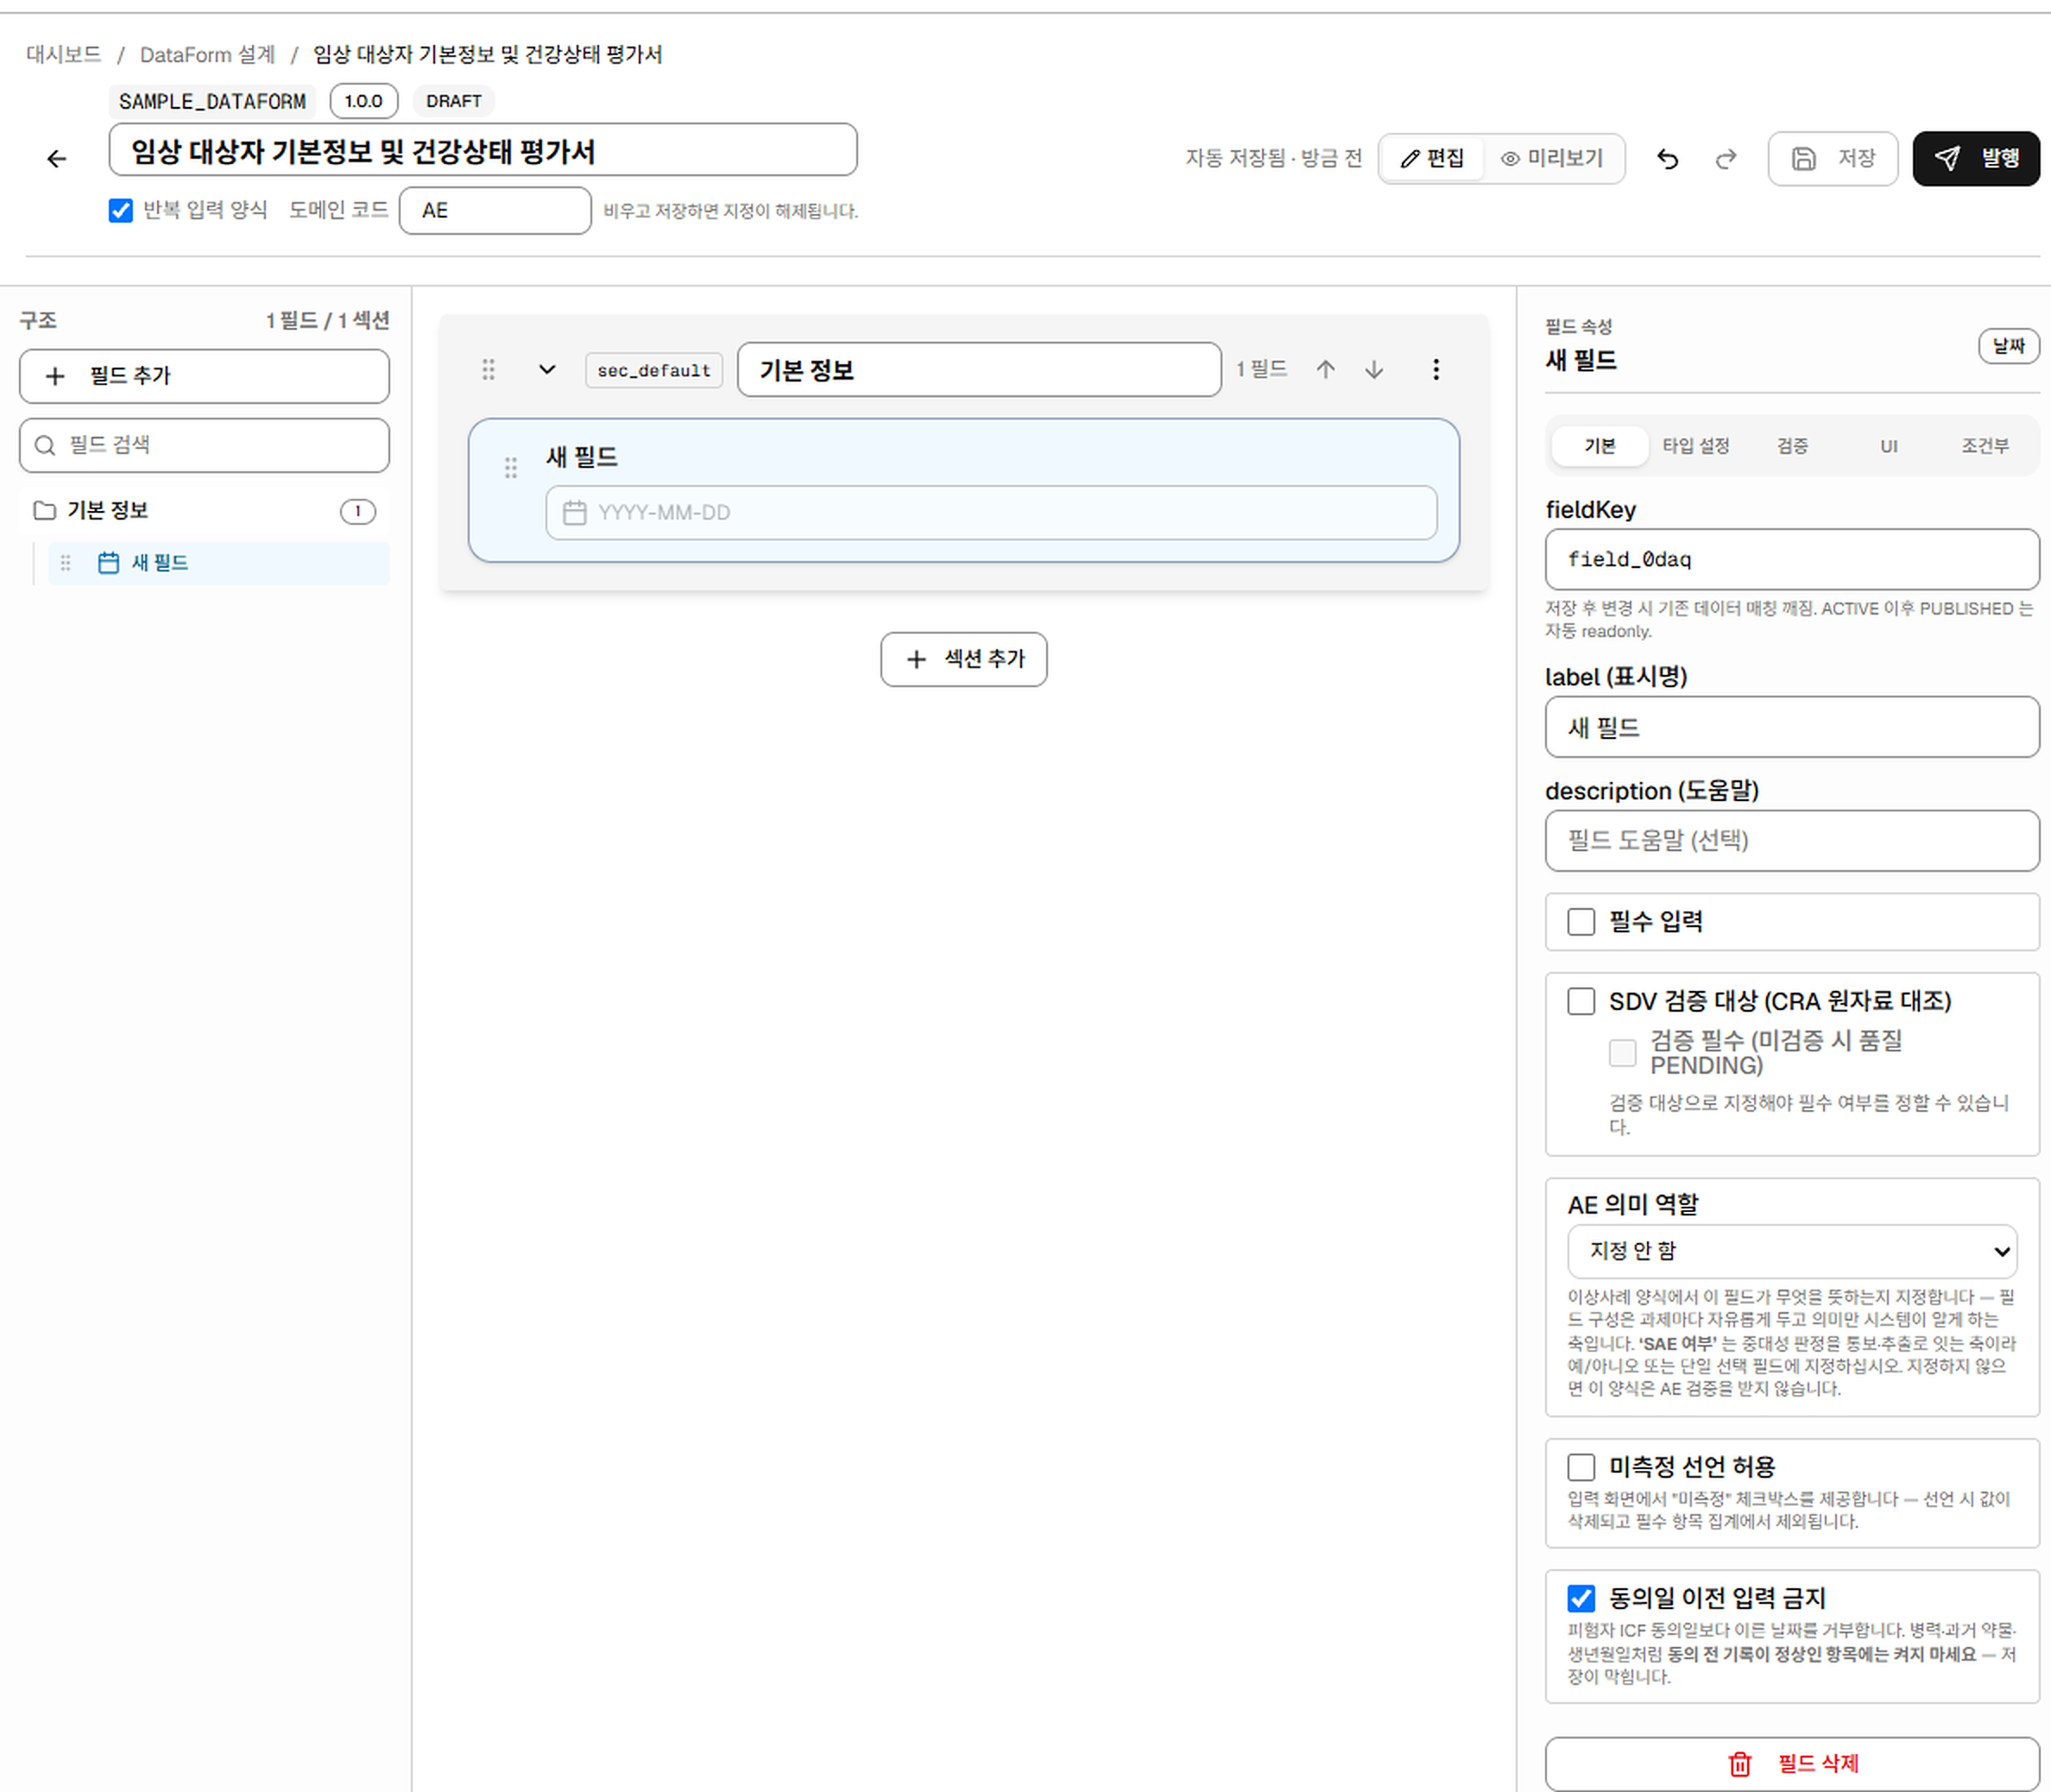 대시보드 / DataForm 설계 / 임상 대상자 기본정보 및 건강상태 평가서
SAMPLE_DATAFORM 1.0.0 DRAFT
임상 대상자 기본정보 및 건강상태 평가서
자동 저장됨 · 방금 전 편집 미리보기 저장 발행
반복 입력 양식 도메인 코드 AE 비우고 저장하면 지정이 해제됩니다.
구조 1 필드 / 1 섹션
필드 추가
필드 검색
기본 정보 1
새 필드
sec_default 기본 정보 1 필드
새 필드
YYYY-MM-DD
섹션 추가
필드 속성
새 필드 날짜
기본 타입 설정 검증 UI 조건부
fieldKey
field_0daq
저장 후 변경 시 기존 데이터 매칭 깨짐. ACTIVE 이후 PUBLISHED 는
자동 readonly.
label (표시명)
새 필드
description (도움말)
필드 도움말 (선택)
필수 입력
SDV 검증 대상 (CRA 원자료 대조)
검증 필수 (미검증 시 품질
PENDING)
검증 대상으로 지정해야 필수 여부를 정할 수 있습니
다.
AE 의미 역할
지정 안 함
이상사례 양식에서 이 필드가 무엇을 뜻하는지 지정합니다 — 필
드 구성은 과제마다 자유롭게 두고 의미만 시스템이 알게 하는
축입니다. ‘SAE 여부’ 는 중대성 판정을 통보·추출로 잇는 축이라
예/아니오 또는 단일 선택 필드에 지정하십시오. 지정하지 않으
면 이 양식은 AE 검증을 받지 않습니다.
미측정 선언 허용
입력 화면에서 "미측정" 체크박스를 제공합니다 — 선언 시 값이
삭제되고 필수 항목 집계에서 제외됩니다.
동의일 이전 입력 금지
피험자 ICF 동의일보다 이른 날짜를 거부합니다. 병력·과거 약물·
생년월일처럼 동의 전 기록이 정상인 항목에는 켜지 마세요 — 저
장이 막힙니다.
필드 삭제